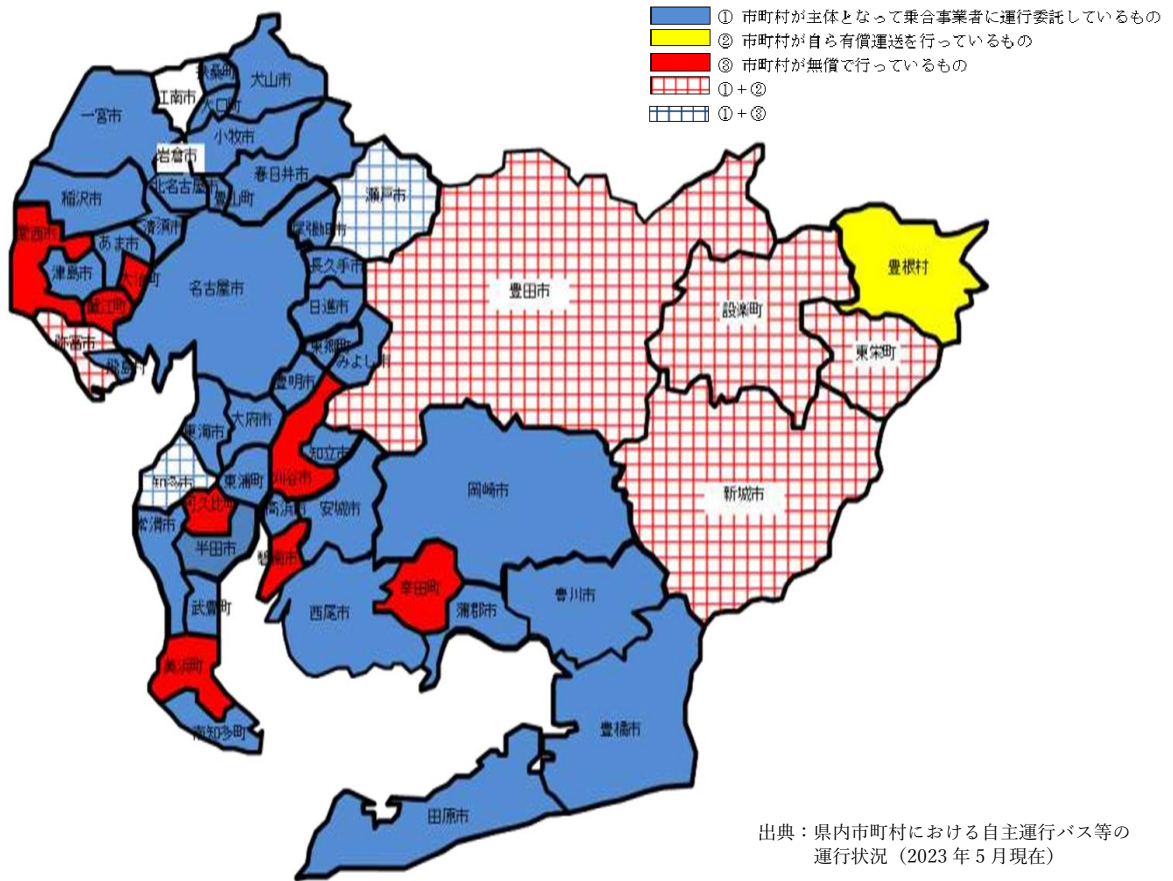 ① 市町村が主体となって乗合事業者に運行委託しているもの
② 市町村が自ら有償運送を行っているもの
③ 市町村が無償で行っているもの
①+②
①+③
扶桑町
犬山市
江南市
大口町
一宮市
小牧市
岩倉市
春日井市
北名古屋市
豊山町
稲沢市
瀬戸市
尾張旭市
清須市
愛西市
あま市
津島市
大治町
長久手市
名古屋市
豊田市
豊根村
蟹江町
日進市
設楽町
弥富市
東郷町
みよし市
東栄町
飛島村
豊明市
大府市
東海市
知立市
知多市
東浦町
刈谷市
岡崎市
新城市
阿久比町
高浜町
安城市
常滑市
半田市
碧南市
幸田町
豊川市
武豊町
西尾市
蒲郡市
美浜町
南知多町
豊橋市
田原市
出典：県内市町村における自主運行バス等の
運行状況（2023 年 5 月現在）